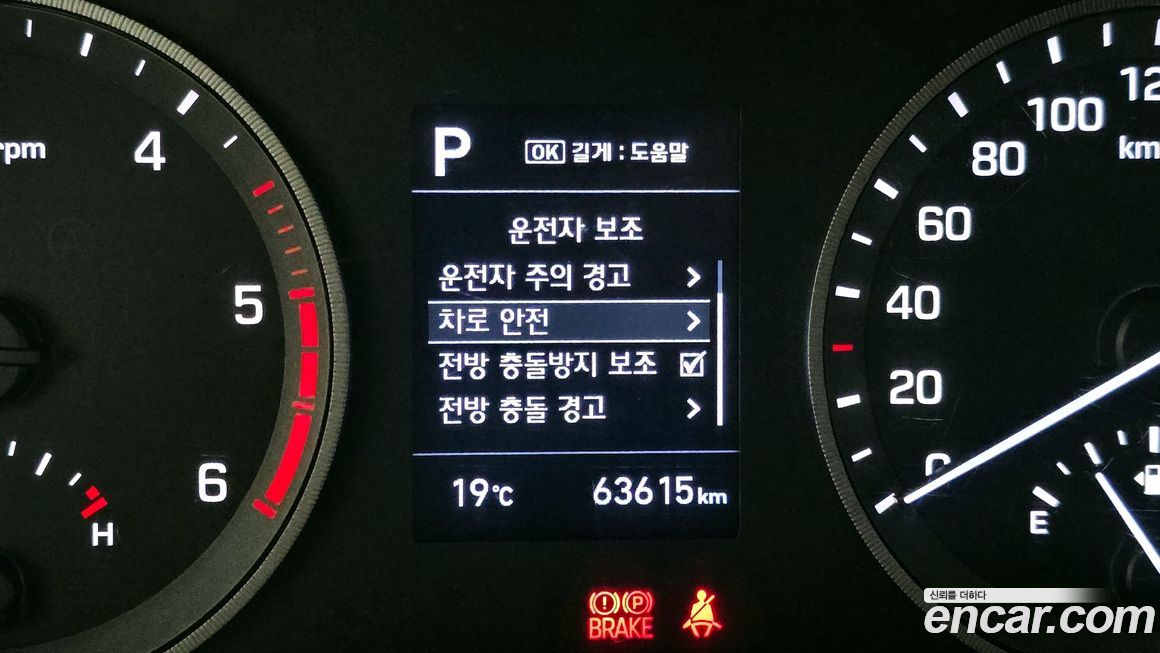 rpm
4
5
6
H
P
OK 길게 : 도움말
운전자 보조
운전자 주의 경고
차로 안전
전방 충돌방지 보조
전방 충돌 경고
19℃
63615km
BRAKE
120
100
80
60
40
20
0
km
E
신뢰를 더하다
encar.com